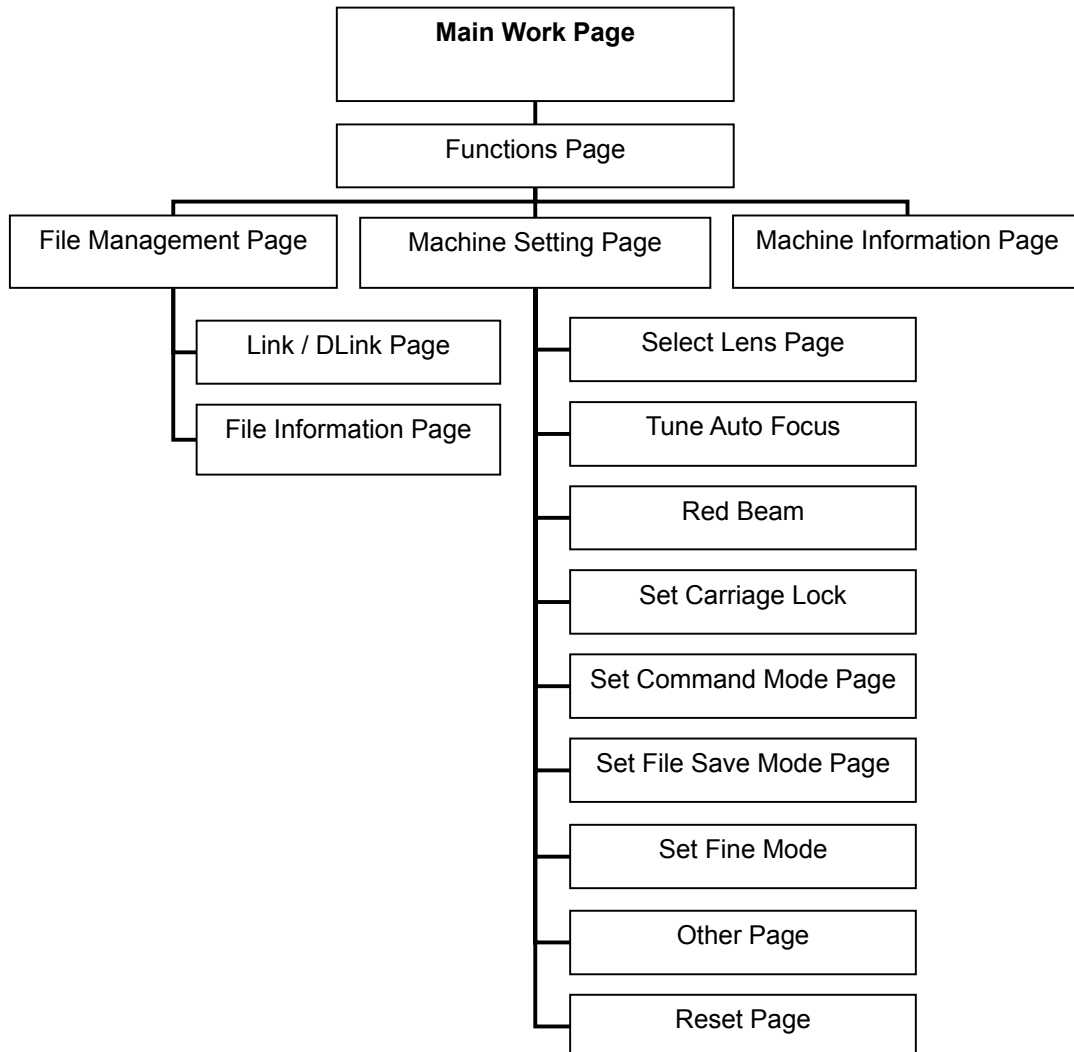 Main Work Page
Functions Page
File Management Page
Machine Setting Page
Machine Information Page
Link / DLink Page
File Information Page
Select Lens Page
Tune Auto Focus
Red Beam
Set Carriage Lock
Set Command Mode Page
Set File Save Mode Page
Set Fine Mode
Other Page
Reset Page